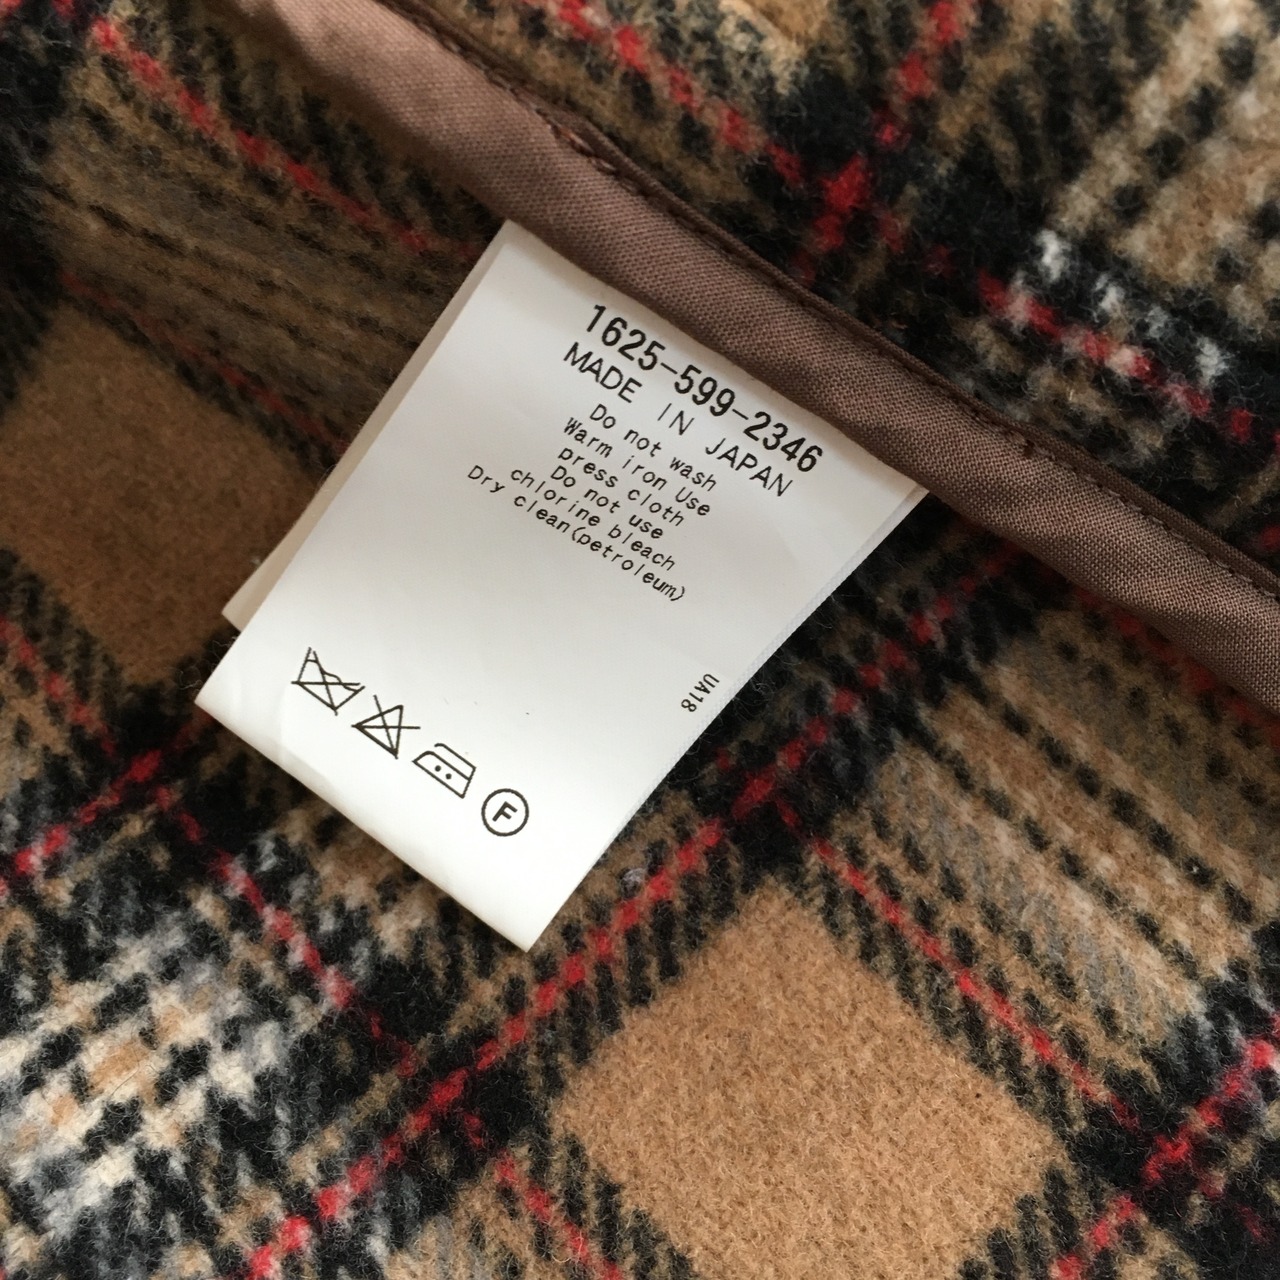 1625-599-2346
MADE IN JAPAN
Do not wash
Warm iron Use
press cloth
Do not use
chlorine bleach
Dry clean(petroleum)
UA18
F